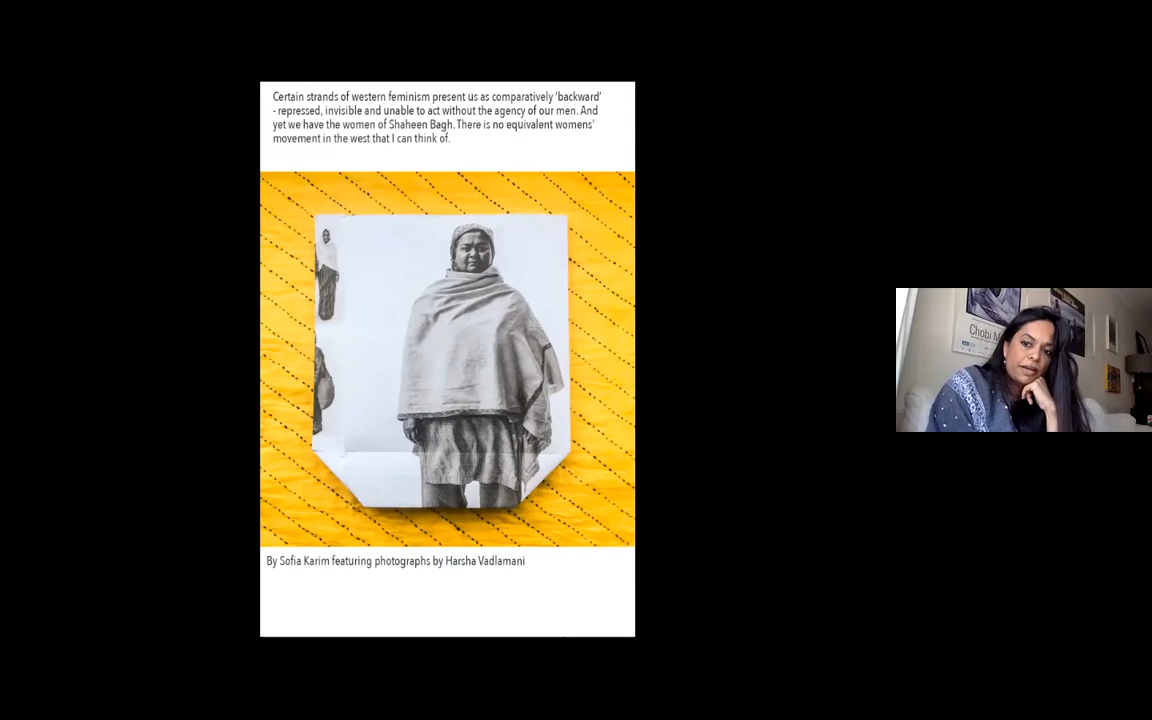 Certain strands of western feminism present us as comparatively ‘backward’
- repressed, invisible and unable to act without the agency of our men. And
yet we have the women of Shaheen Bagh. There is no equivalent womens’
movement in the west that I can think of.
By Sofia Karim featuring photographs by Harsha Vadlamani
Chobi M